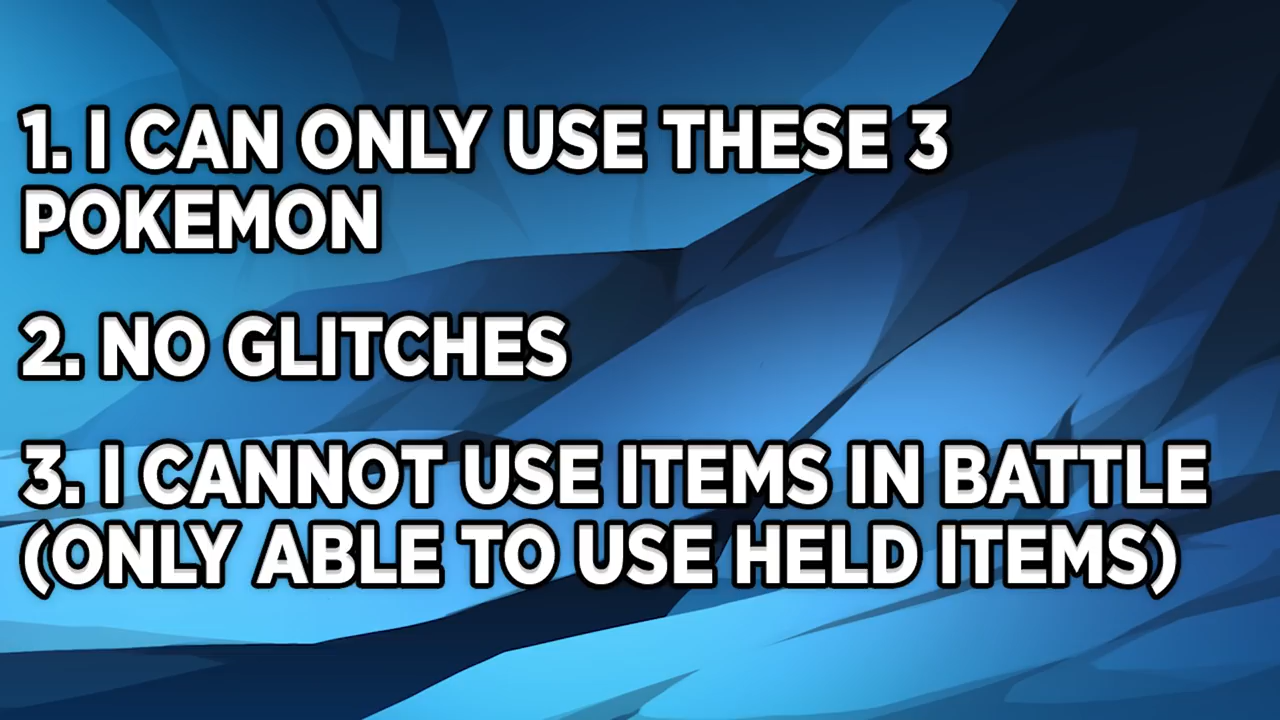 1. I CAN ONLY USE THESE 3
POKEMON
2. NO GLITCHES
3. I CANNOT USE ITEMS IN BATTLE
(ONLY ABLE TO USE HELD ITEMS)